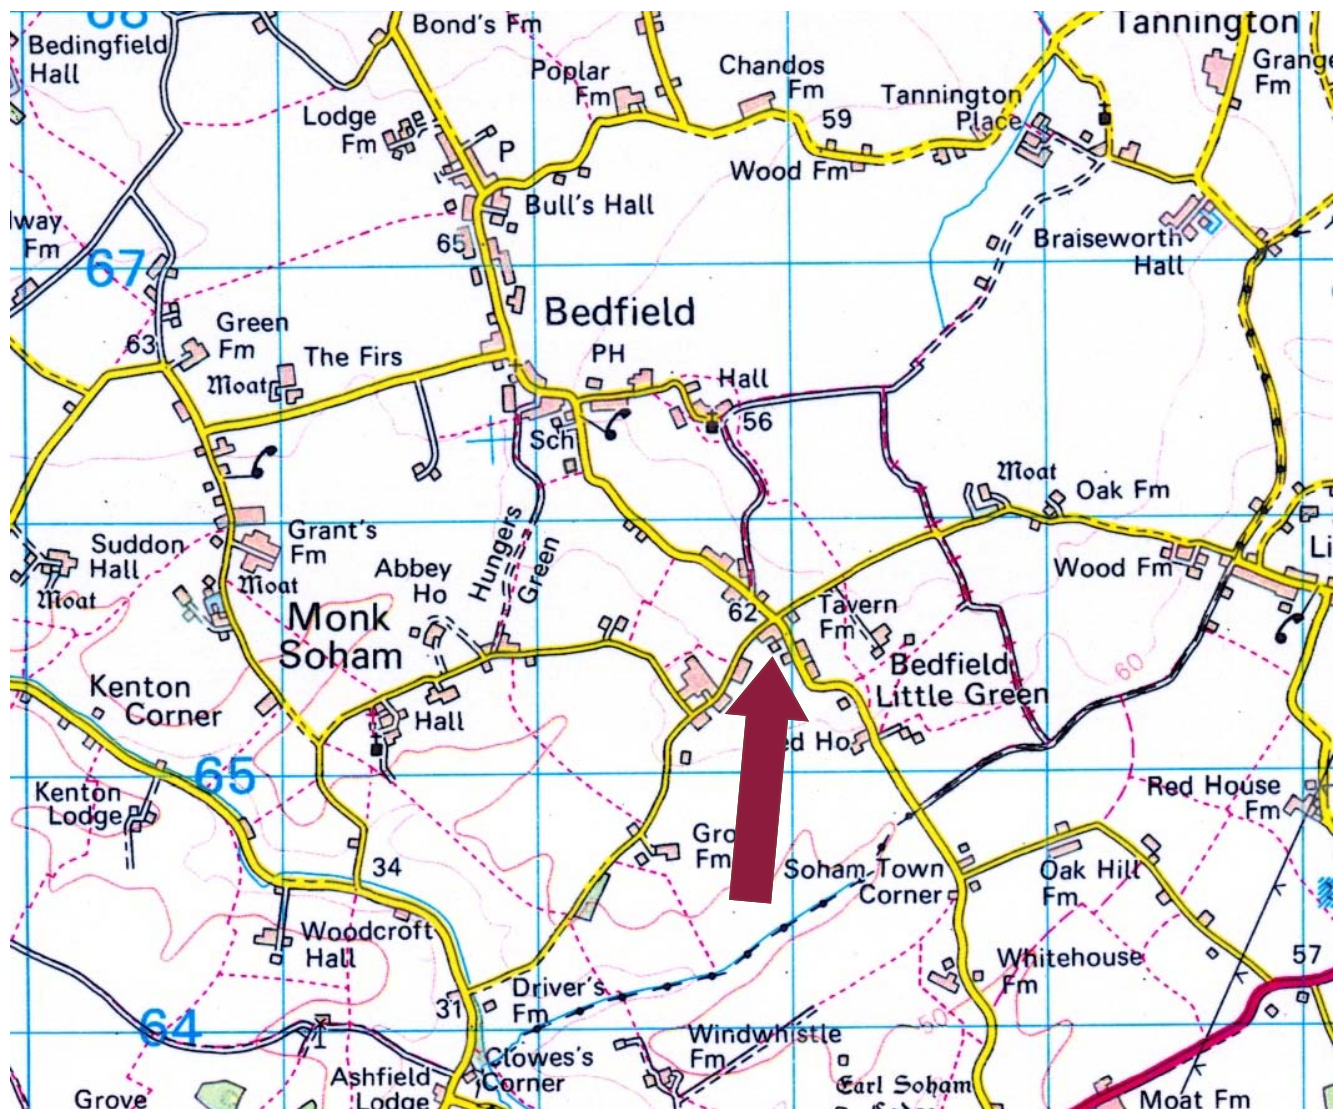 68
Bond's Fm
Tannington
Bedingfield
Hall
Poplar
Fm
Chandos
Fm
Grange
Fm
Lodge
Fm
P
59
Tannington
Place
Wood Fm
Bull's Hall
lway
Fm
65
Braiseworth
Hall
67
Bedfield
Green
Fm
63
The Firs
PH
Moat
Hall
56
Sch
Moat
Oak Fm
Hungers
Green
Grant's
Fm
Suddon
Hall
Moat
Moat
Abbey
Ho
Wood Fm
Li
Monk
Soham
62
Tavern
Fm
Bedfield
Little Green
60
Kenton
Corner
Hall
ed Ho
65
Kenton
Lodge
Red House
Fm
Gro
Fm
34
Soham Town
Corner
Oak Hill
Fm
Woodcroft
Hall
Whitehouse
Fm
57
31
Driver's
Fm
50
64
Windwhistle
Fm
Clowes's
Corner
Ashfield
Lodge
Grove
Earl Soham
Moat Fm